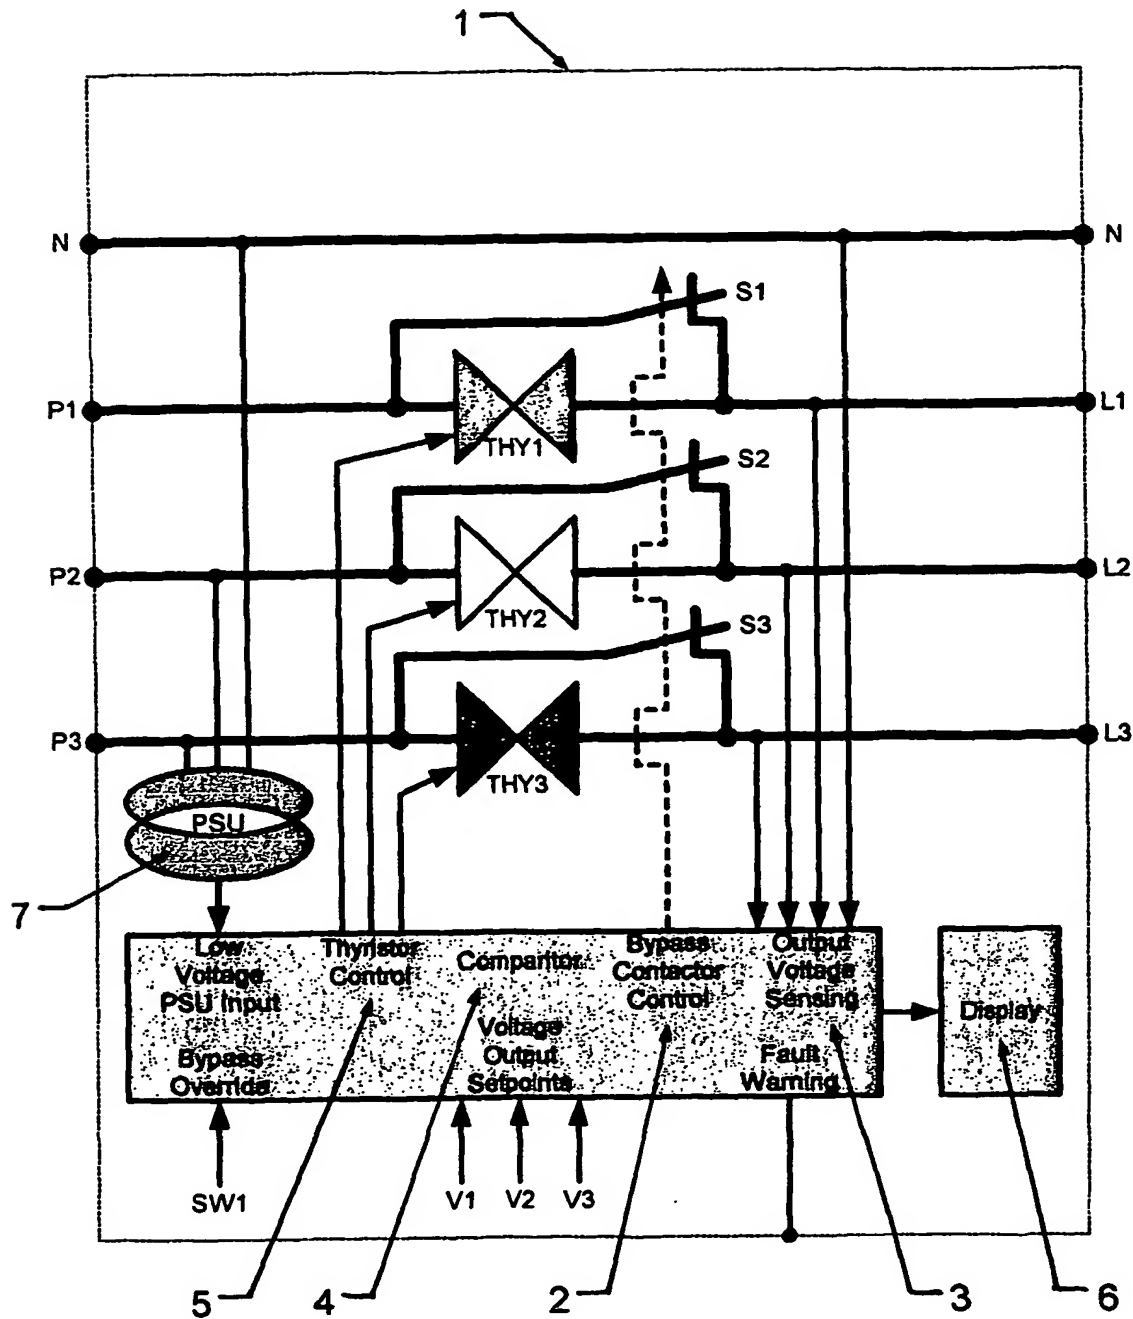 1
N
N
S1
P1
L1
THY1
S2
P2
L2
THY2
S3
P3
L3
THY3
PSU
7
Low
Voltage
PSU Input
Thyristor
Control
Comparitor
Bypass
Contactor
Control
Output
Voltage
Sensing
Display
Bypass
Override
Voltage
Output
Setpoints
Fault
Warning
SW1
V1
V2
V3
5
4
2
3
6